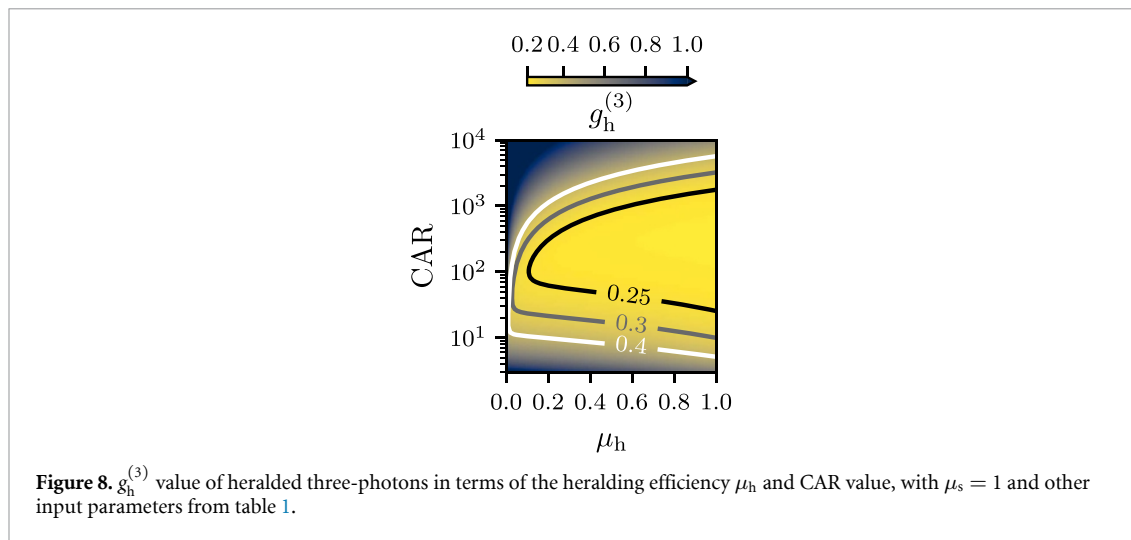 0.2 0.4 0.6 0.8 1.0
g_h^(3)
10^4
10^3
10^2
10^1
CAR
0.25
0.3
0.4
0.0 0.2 0.4 0.6 0.8 1.0
μ_h
Figure 8. g_h^(3) value of heralded three-photons in terms of the heralding efficiency μ_h and CAR value, with μ_s = 1 and other
input parameters from table 1.